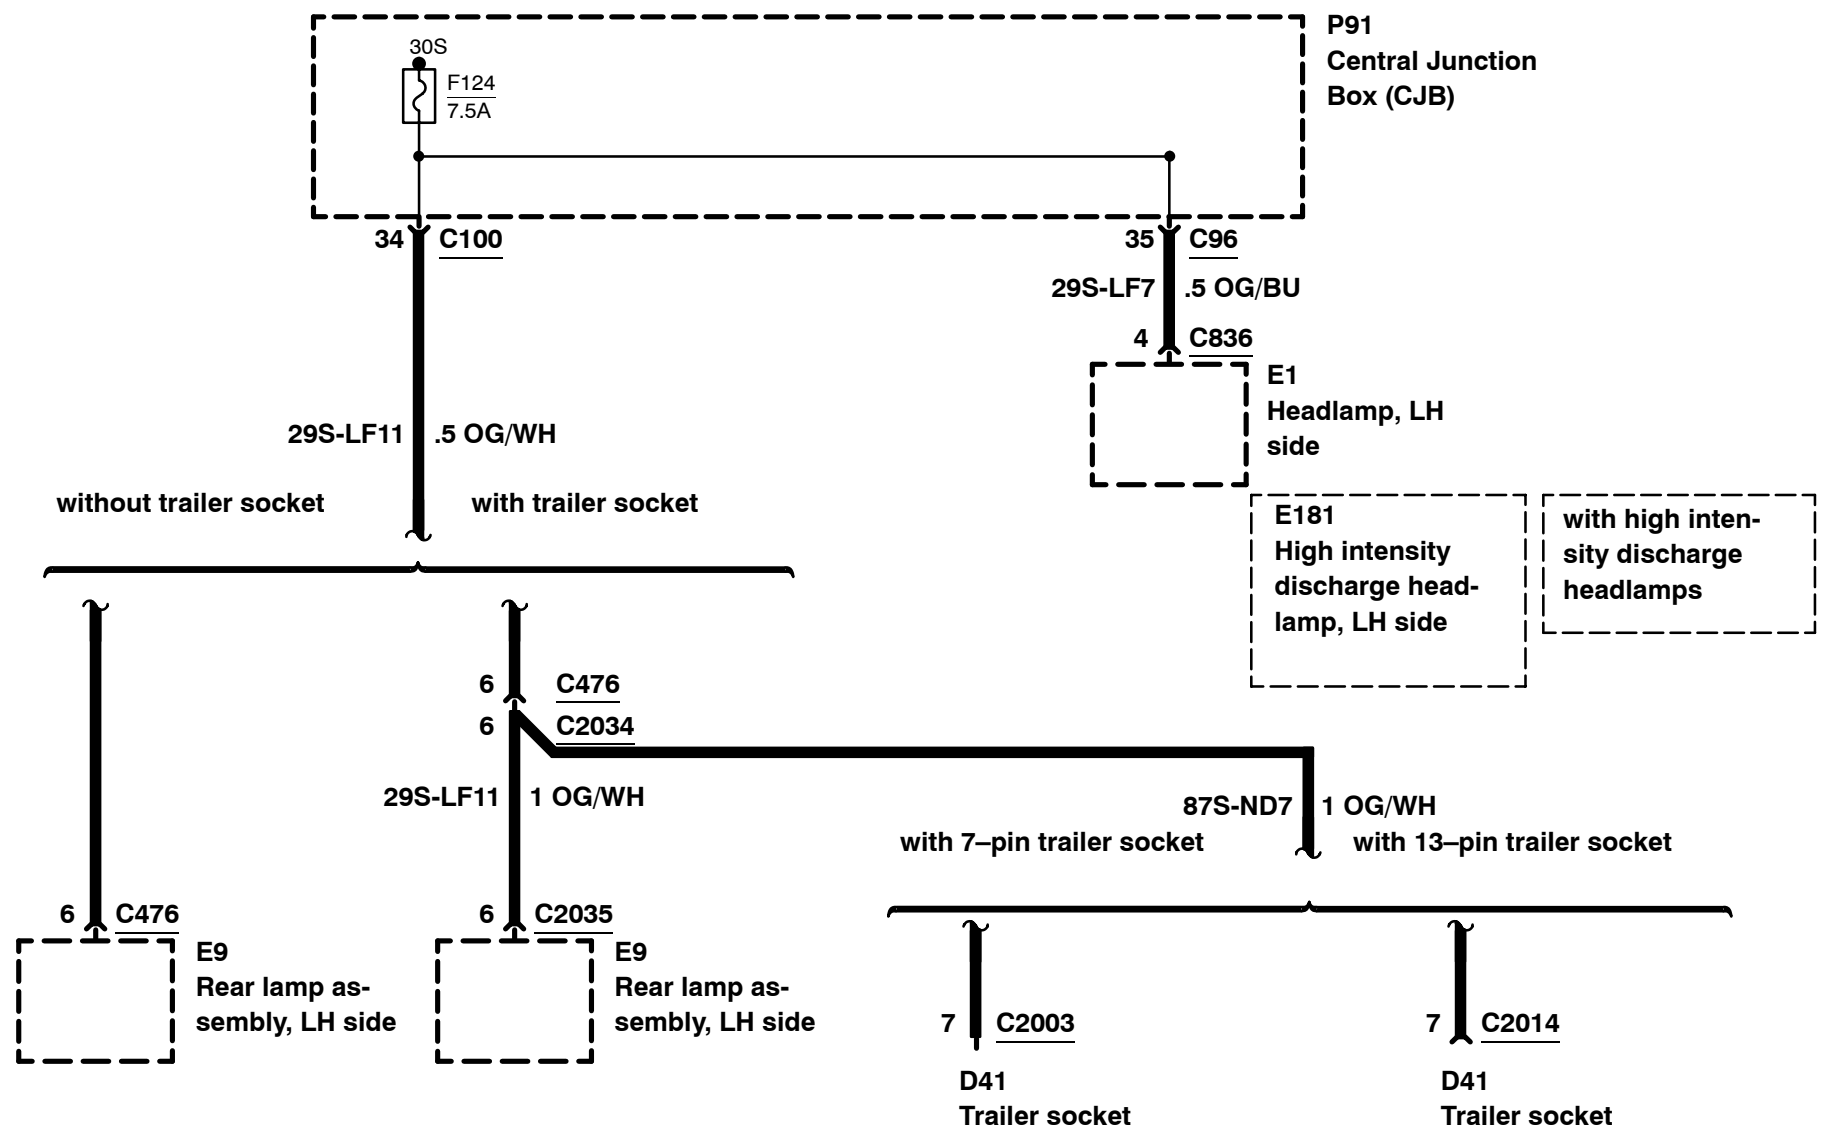 P91
Central Junction
Box (CJB)
30S
F124
7.5A
34 C100
35 C96
29S-LF7 .5 OG/BU
4 C836
E1
Headlamp, LH
side
29S-LF11 .5 OG/WH
without trailer socket
with trailer socket
E181
High intensity
discharge head-
lamp, LH side
with high inten-
sity discharge
headlamps
6 C476
6 C2034
29S-LF11 1 OG/WH
87S-ND7 1 OG/WH
with 7–pin trailer socket
with 13–pin trailer socket
6 C476
E9
Rear lamp as-
sembly, LH side
6 C2035
E9
Rear lamp as-
sembly, LH side
7 C2003
D41
Trailer socket
7 C2014
D41
Trailer socket